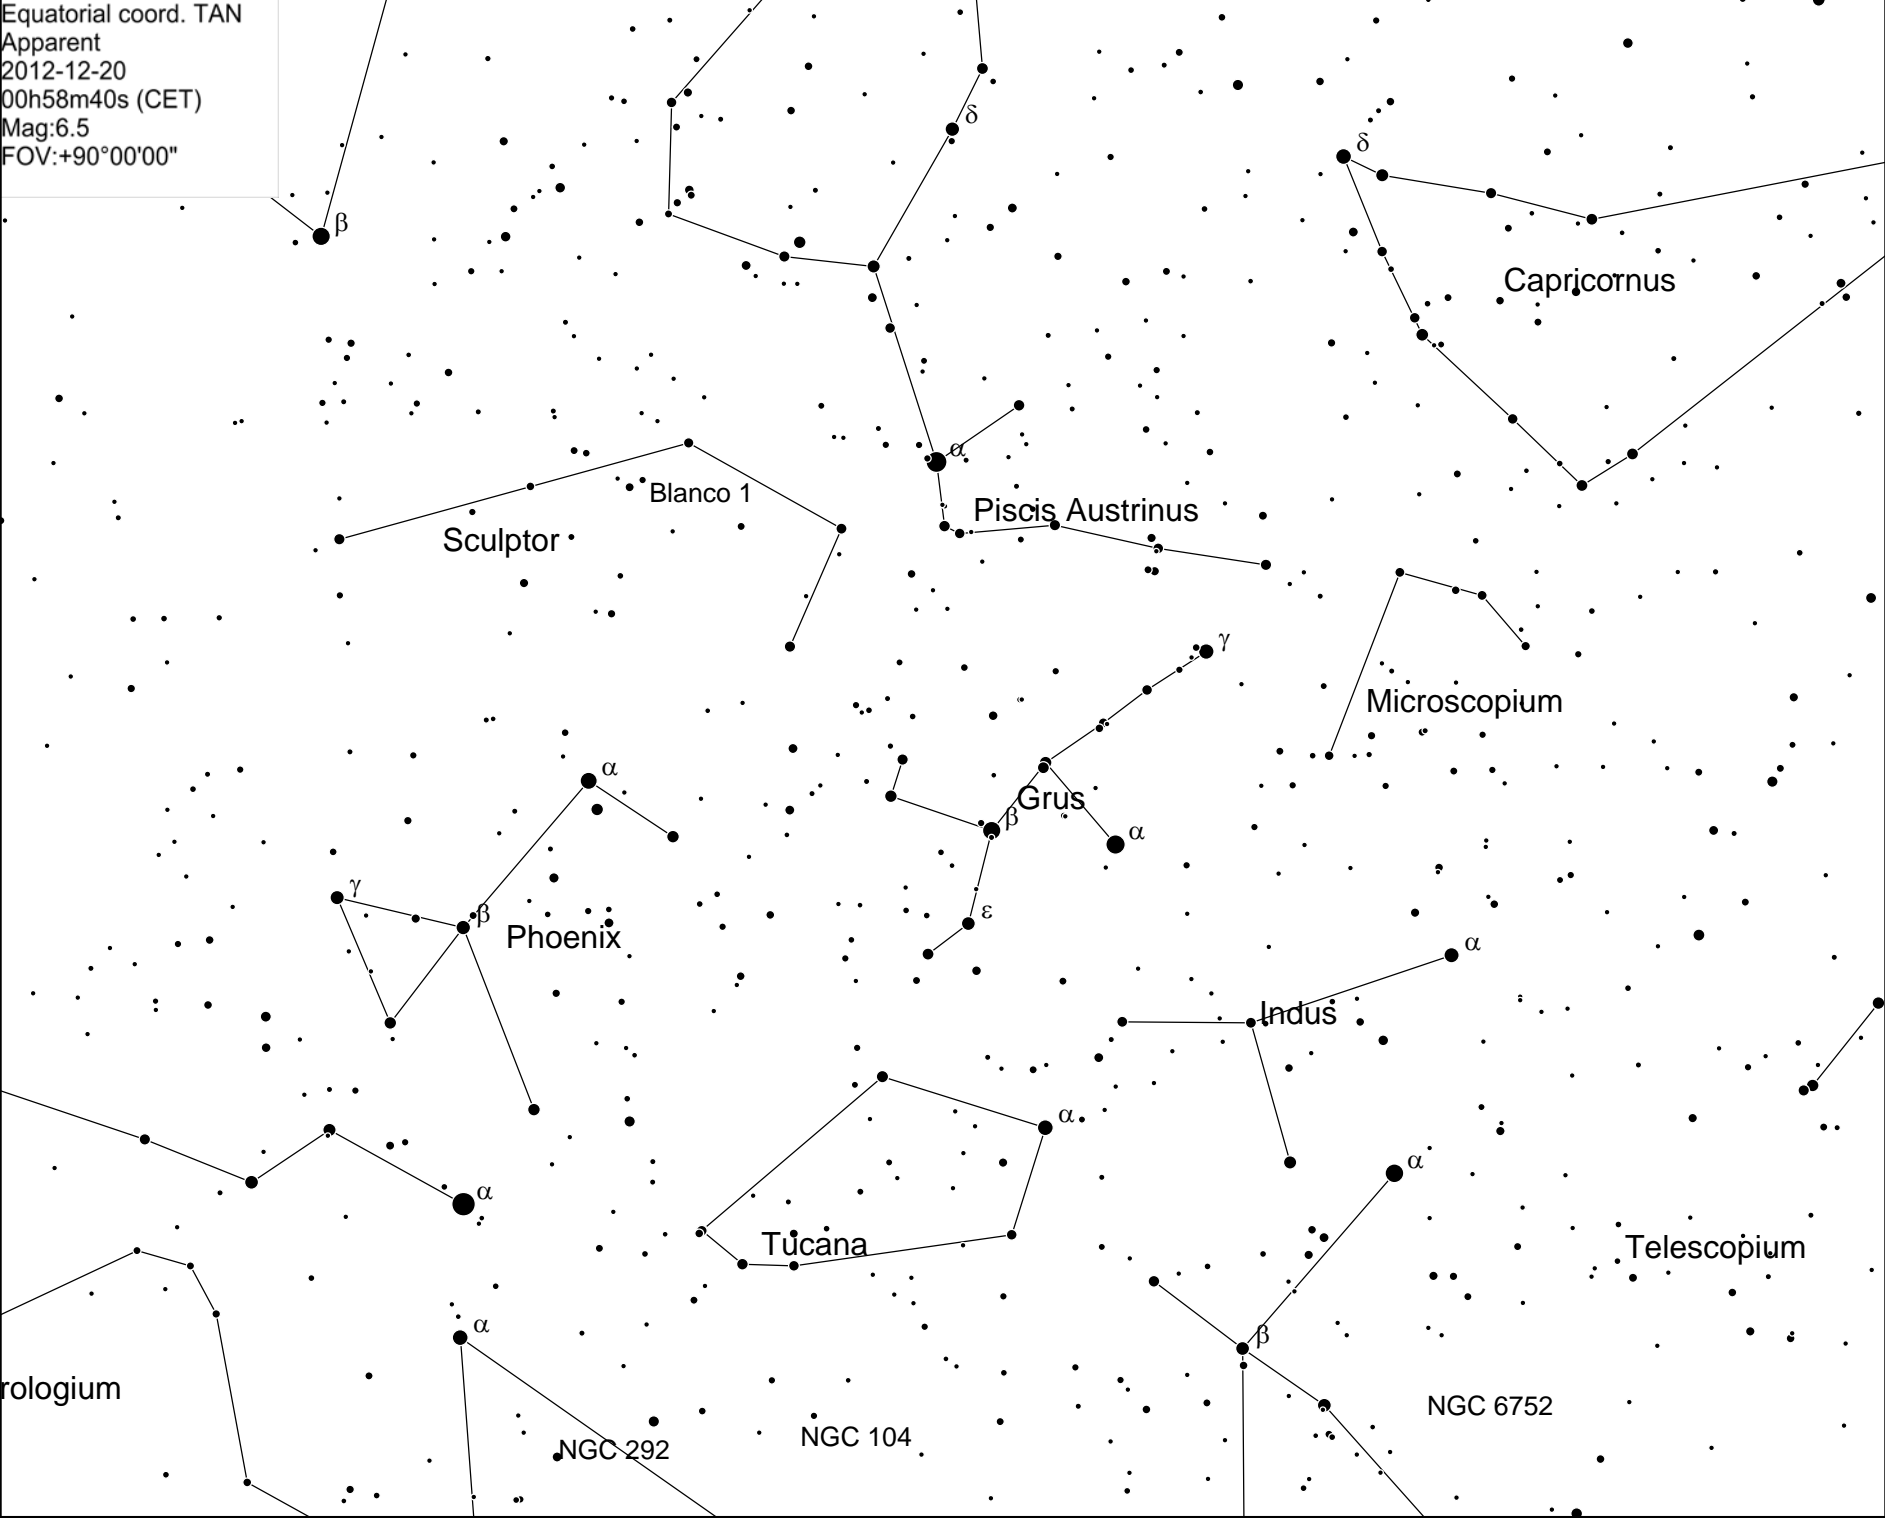 Equatorial coord. TAN
Apparent
2012-12-20
00h58m40s (CET)
Mag:6.5
FOV:+90°00'00"
δ
δ
β
Capricornus
α
Blanco 1
Piscis Austrinus
Sculptor
γ
Microscopium
α
Grus
β
α
γ
β
ε
Phoenix
α
Indus
α
α
α
Tucana
Telescopium
α
β
rologium
NGC 6752
NGC 292
NGC 104